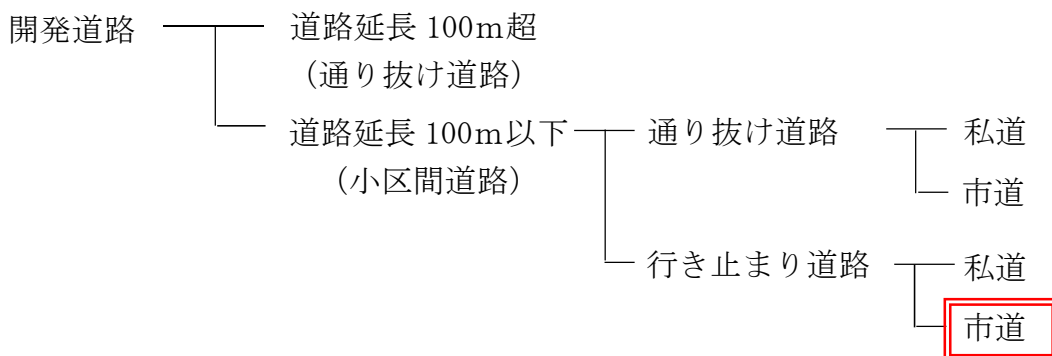 開発道路
道路延長 100m超
（通り抜け道路）
道路延長 100m以下
（小区間道路）
通り抜け道路
私道
市道
行き止まり道路
私道
市道